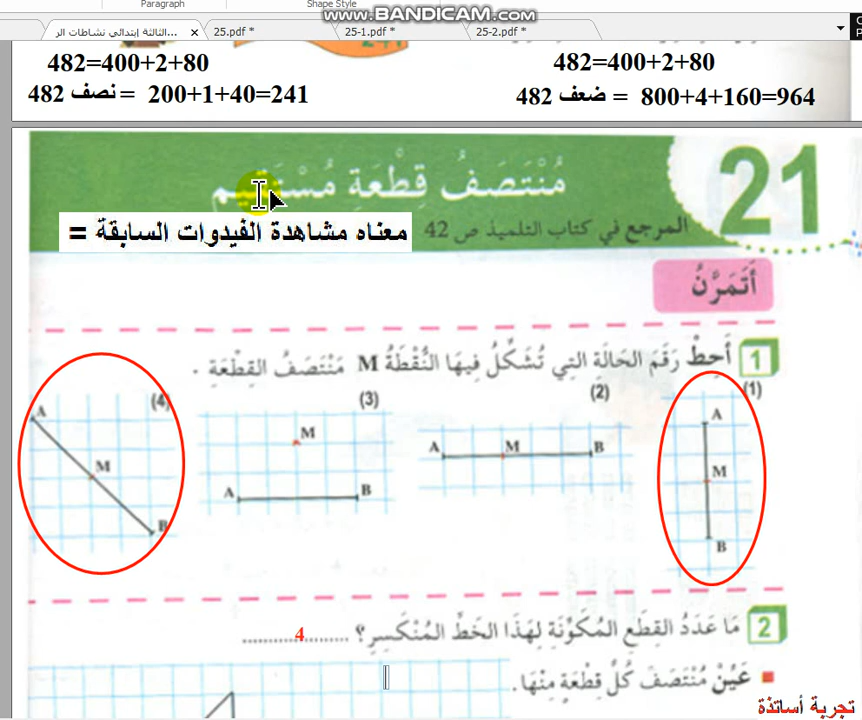 Paragraph
Shape Style
www.BANDICAM.com
الثالثة إبتدائي نشاطات الر...
25.pdf *
25-1.pdf *
25-2.pdf *
482=400+2+80
482=400+2+80
ضعف 482 = 800+4+160=964
نصف 482 = 200+1+40=241
21
مُنْتَصَفُ قِطْعَةِ مُسْتَقِيمٍ
المرجع في كتاب التلميذ ص 42
معناه مشاهدة الفيدوات السابقة =
أَتَمَرَّنُ
1 أَحِطْ رَقَمَ الحَالَةِ التِي تُشَكِّلُ فِيهَا النُّقْطَةُ M مَنْتَصَفُ القِطْعَةِ .
(1)
A
M
B
(2)
A
M
B
(3)
M
A
B
(4)
A
M
B
2 مَا عَدَدُ القِطَعِ المُكَوِّنَةِ لِهَذَا الخَطِّ المُنْكَسِرِ؟ .........4..........
عَيِّنْ مُنْتَصَفَ كُلِّ قِطْعَةٍ مِنْهَا.
تجربة أساتذة